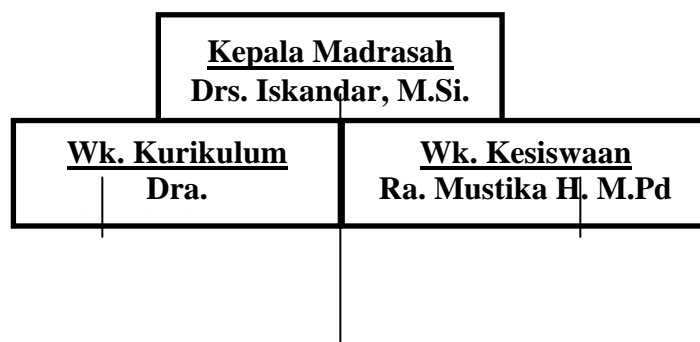 Kepala Madrasah
Drs. Iskandar, M.Si.
Wk. Kurikulum
Dra.
Wk. Kesiswaan
Ra. Mustika H. M.Pd